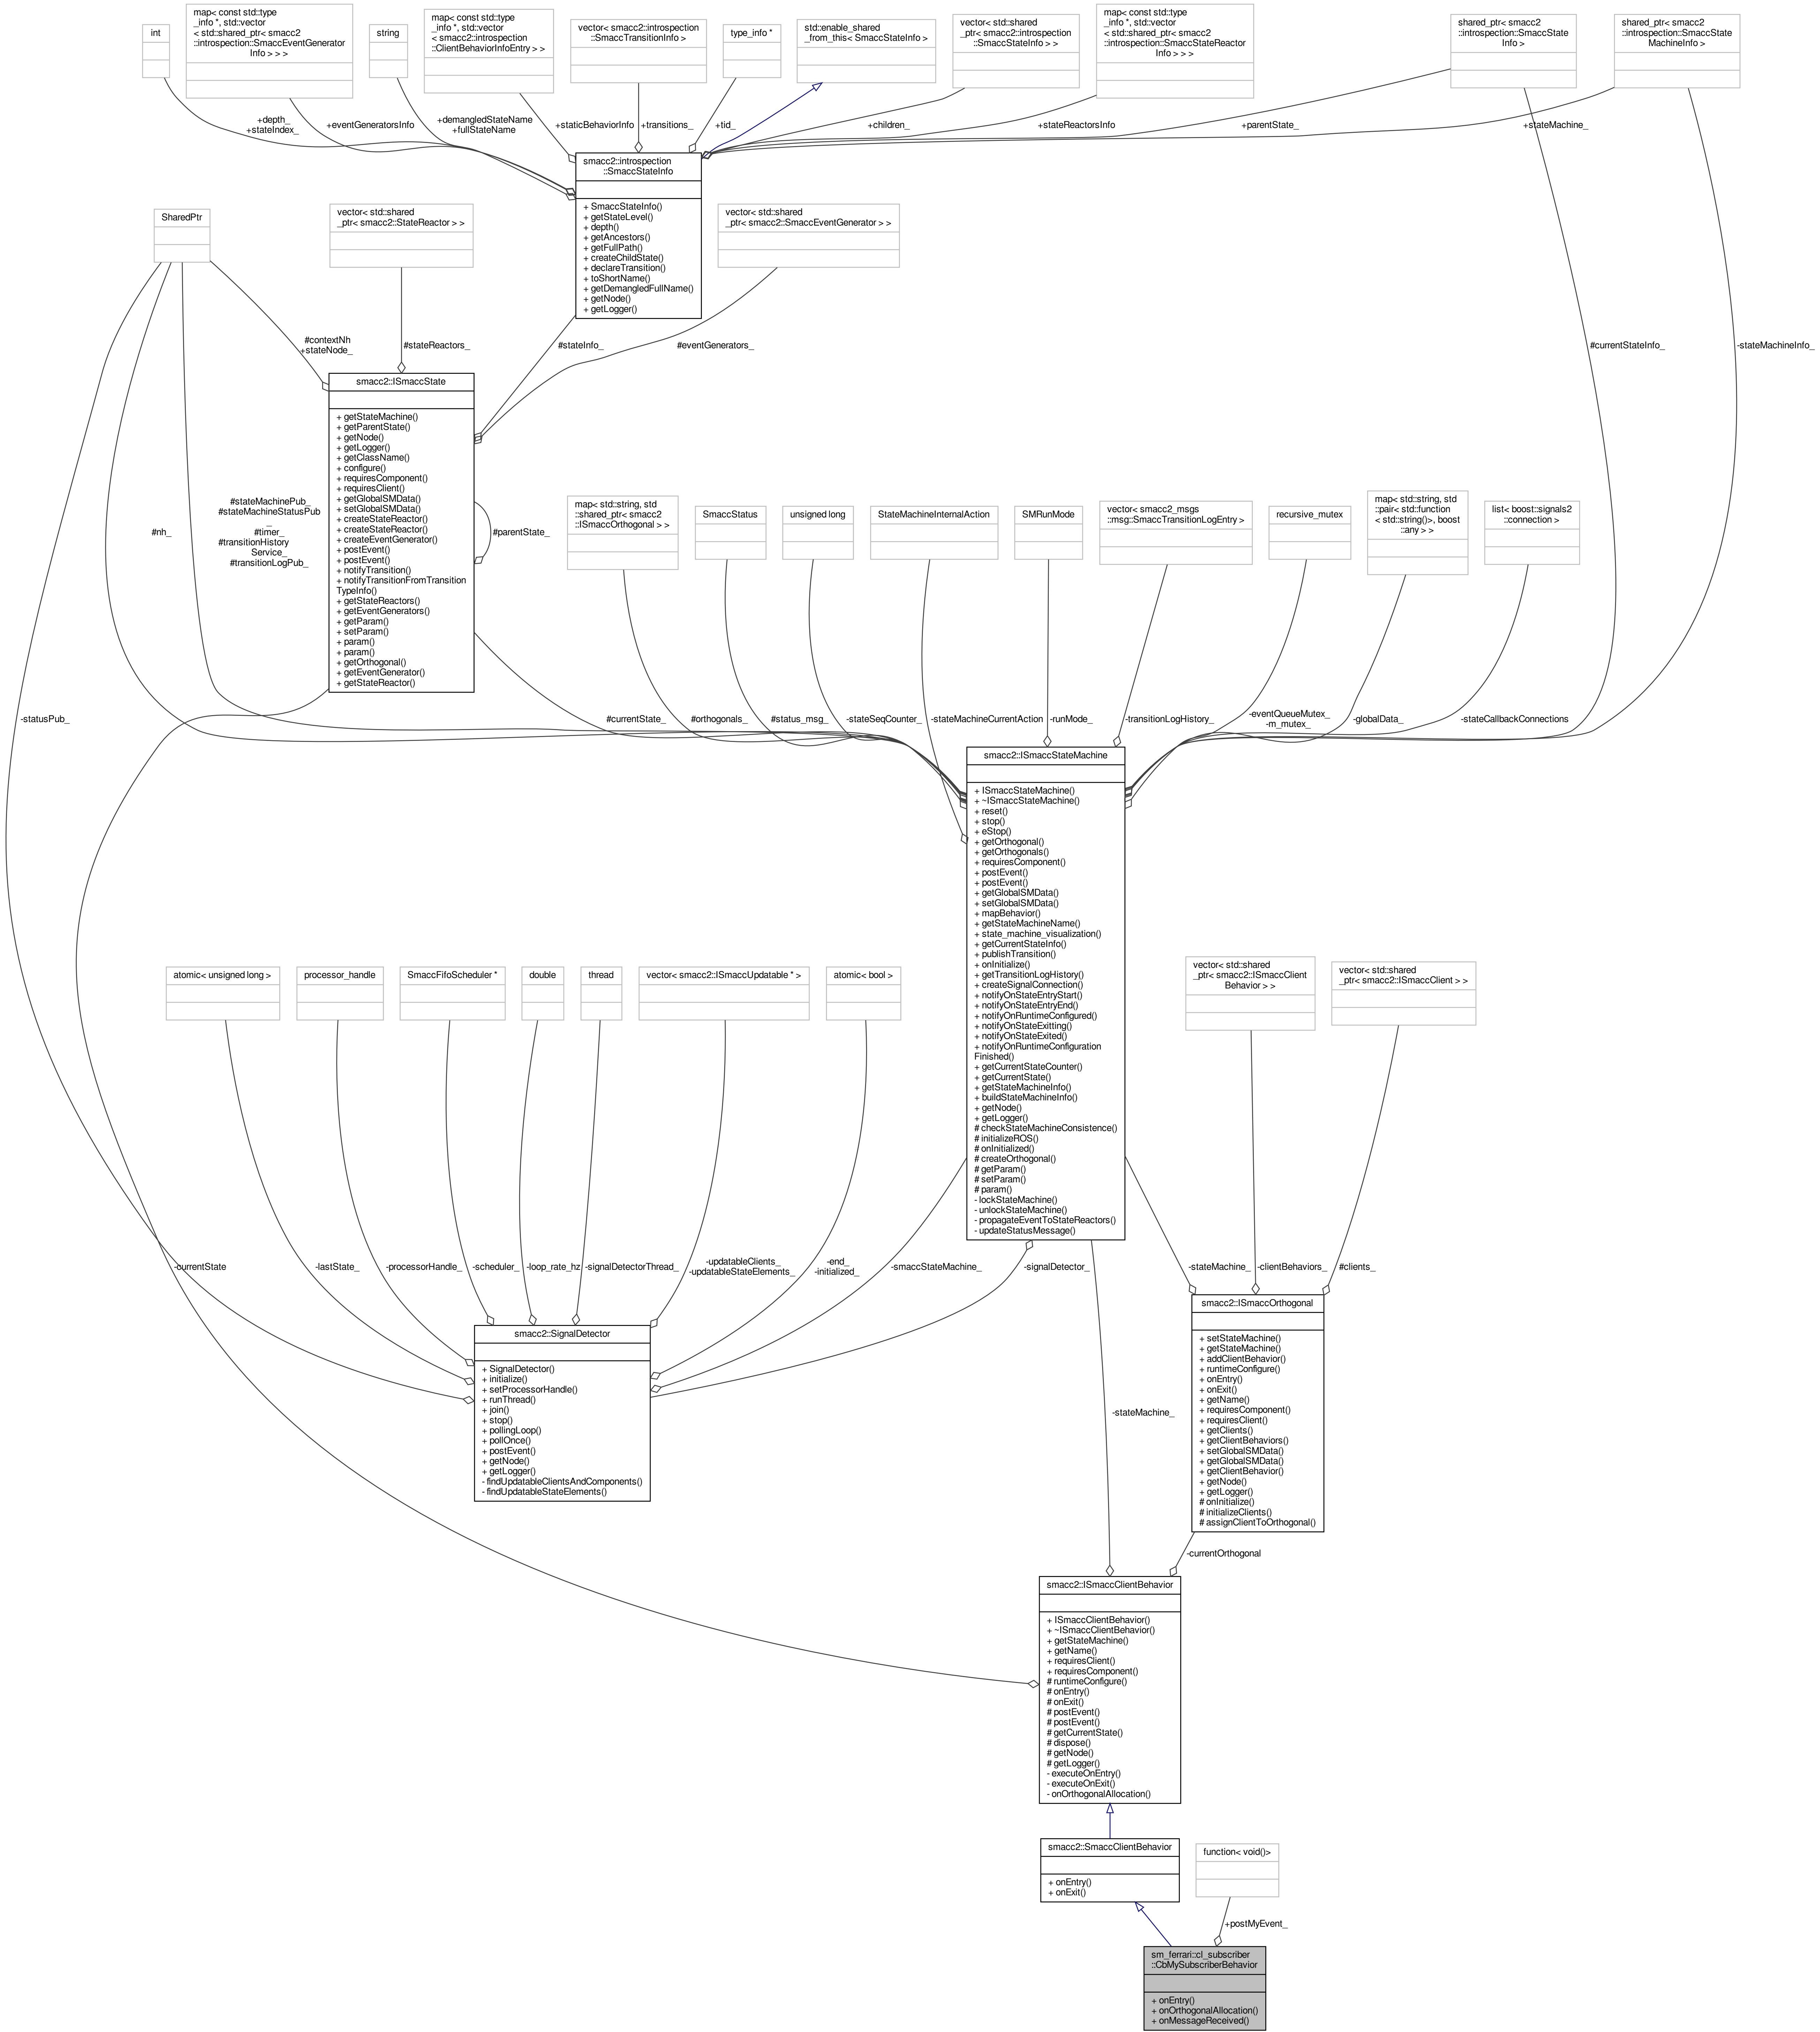 int
map< const std::type
_info *, std::vector
< std::shared_ptr< smacc2
::introspection::SmaccEventGenerator
Info > > >
string
map< const std::type
_info *, std::vector
< smacc2::introspection
::ClientBehaviorInfoEntry > >
vector< smacc2::introspection
::SmaccTransitionInfo >
type_info *
std::enable_shared
_from_this< SmaccStateInfo >
vector< std::shared
_ptr< smacc2::introspection
::SmaccStateInfo > >
map< const std::type
_info *, std::vector
< std::shared_ptr< smacc2
::introspection::SmaccStateReactor
Info > > >
shared_ptr< smacc2
::introspection::SmaccState
Info >
shared_ptr< smacc2
::introspection::SmaccState
MachineInfo >
+depth_
+stateIndex_
+eventGeneratorsInfo
+demangledStateName
+fullStateName
+staticBehaviorInfo
+transitions_
+tid_
+children_
+stateReactorsInfo
+parentState_
+stateMachine_
smacc2::introspection
::SmaccStateInfo
+ SmaccStateInfo()
+ getStateLevel()
+ depth()
+ getAncestors()
+ getFullPath()
+ createChildState()
+ declareTransition()
+ toShortName()
+ getDemangledFullName()
+ getNode()
+ getLogger()
SharedPtr
vector< std::shared
_ptr< smacc2::StateReactor > >
vector< std::shared
_ptr< smacc2::SmaccEventGenerator > >
#contextNh
+stateNode_
#stateReactors_
#stateInfo_
#eventGenerators_
#currentStateInfo_
-stateMachineInfo_
smacc2::ISmaccState
+ getStateMachine()
+ getParentState()
+ getNode()
+ getLogger()
+ getClassName()
+ configure()
+ requiresComponent()
+ requiresClient()
+ getGlobalSMData()
+ setGlobalSMData()
+ createStateReactor()
+ createStateReactor()
+ createEventGenerator()
+ postEvent()
+ postEvent()
+ notifyTransition()
+ notifyTransitionFromTransition
TypeInfo()
+ getStateReactors()
+ getEventGenerators()
+ getParam()
+ setParam()
+ param()
+ param()
+ getOrthogonal()
+ getEventGenerator()
+ getStateReactor()
#nh_
#stateMachinePub_
#stateMachineStatusPub
_
#timer_
#transitionHistory
Service_
#transitionLogPub_
#parentState_
map< std::string, std
::shared_ptr< smacc2
::ISmaccOrthogonal > >
SmaccStatus
unsigned long
StateMachineInternalAction
SMRunMode
vector< smacc2_msgs
::msg::SmaccTransitionLogEntry >
recursive_mutex
map< std::string, std
::pair< std::function
< std::string()>, boost
::any > >
list< boost::signals2
::connection >
-statusPub_
#currentState_
#orthogonals_
#status_msg_
-stateSeqCounter_
-stateMachineCurrentAction
-runMode_
-transitionLogHistory_
-eventQueueMutex_
-m_mutex_
-globalData_
-stateCallbackConnections
smacc2::ISmaccStateMachine
+ ISmaccStateMachine()
+ ~ISmaccStateMachine()
+ reset()
+ stop()
+ eStop()
+ getOrthogonal()
+ getOrthogonals()
+ requiresComponent()
+ postEvent()
+ postEvent()
+ getGlobalSMData()
+ setGlobalSMData()
+ mapBehavior()
+ getStateMachineName()
+ state_machine_visualization()
+ getCurrentStateInfo()
+ publishTransition()
+ onInitialize()
+ getTransitionLogHistory()
+ createSignalConnection()
+ notifyOnStateEntryStart()
+ notifyOnStateEntryEnd()
+ notifyOnRuntimeConfigured()
+ notifyOnStateExitting()
+ notifyOnStateExited()
+ notifyOnRuntimeConfiguration
Finished()
+ getCurrentStateCounter()
+ getCurrentState()
+ getStateMachineInfo()
+ buildStateMachineInfo()
+ getNode()
+ getLogger()
# checkStateMachineConsistence()
# initializeROS()
# onInitialized()
# createOrthogonal()
# getParam()
# setParam()
# param()
- lockStateMachine()
- unlockStateMachine()
- propagateEventToStateReactors()
- updateStatusMessage()
atomic< unsigned long >
processor_handle
SmaccFifoScheduler *
double
thread
vector< smacc2::ISmaccUpdatable * >
atomic< bool >
vector< std::shared
_ptr< smacc2::ISmaccClient
Behavior > >
vector< std::shared
_ptr< smacc2::ISmaccClient > >
-currentState
-lastState_
-processorHandle_
-scheduler_
-loop_rate_hz
-signalDetectorThread_
-updatableClients_
-updatableStateElements_
-end_
-initialized_
-smaccStateMachine_
-signalDetector_
-stateMachine_
-clientBehaviors_
#clients_
smacc2::SignalDetector
+ SignalDetector()
+ initialize()
+ setProcessorHandle()
+ runThread()
+ join()
+ stop()
+ pollingLoop()
+ pollOnce()
+ postEvent()
+ getNode()
+ getLogger()
- findUpdatableClientsAndComponents()
- findUpdatableStateElements()
smacc2::ISmaccOrthogonal
+ setStateMachine()
+ getStateMachine()
+ addClientBehavior()
+ runtimeConfigure()
+ onEntry()
+ onExit()
+ getName()
+ requiresComponent()
+ requiresClient()
+ getClients()
+ getClientBehaviors()
+ setGlobalSMData()
+ getGlobalSMData()
+ getClientBehavior()
+ getNode()
+ getLogger()
# onInitialize()
# initializeClients()
# assignClientToOrthogonal()
-stateMachine_
-currentOrthogonal
smacc2::ISmaccClientBehavior
+ ISmaccClientBehavior()
+ ~ISmaccClientBehavior()
+ getStateMachine()
+ getName()
+ requiresClient()
+ requiresComponent()
# runtimeConfigure()
# onEntry()
# onExit()
# postEvent()
# postEvent()
# getCurrentState()
# dispose()
# getNode()
# getLogger()
- executeOnEntry()
- executeOnExit()
- onOrthogonalAllocation()
smacc2::SmaccClientBehavior
+ onEntry()
+ onExit()
function< void()>
+postMyEvent_
sm_ferrari::cl_subscriber
::CbMySubscriberBehavior
+ onEntry()
+ onOrthogonalAllocation()
+ onMessageReceived()